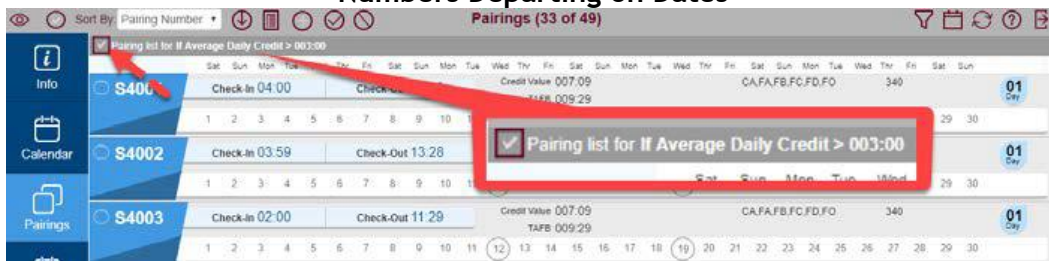 Numbers Departing on Dates
Sort By: Pairing Number
Pairings (33 of 49)
Pairing list for If Average Daily Credit > 003:00
Info
Sat Sun Mon Tue Thr Fri Sat Sun Mon Tue Wed Thr Fri Sat Sun Mon Tue Wed Thr Fri Sat Sun Mon Tue Wed Thr Fri Sat Sun
Check-In 04:00
Credit Value 007:09
CA,FA,FB,FC,FD,FO
340
01
Day
TAFB 009:29
1 2 3 4 5 6 7 8 9 10
29 30
Pairing list for If Average Daily Credit > 003:00
Sat Sun Mon Tue Wed
Calendar
S4002
Check-In 03:59
Check-Out 13:28
01
Day
1 2 3 4 5 6 7 8 9 10
29 30
Pairings
S4003
Check-In 02:00
Check-Out 11:29
Credit Value 007:09
CA,FA,FB,FC,FD,FO
340
01
Day
TAFB 009:29
1 2 3 4 5 6 7 8 9 10 11 12 13 14 15 16 17 18 19 20 21 22 23 24 25 26 27 28 29 30